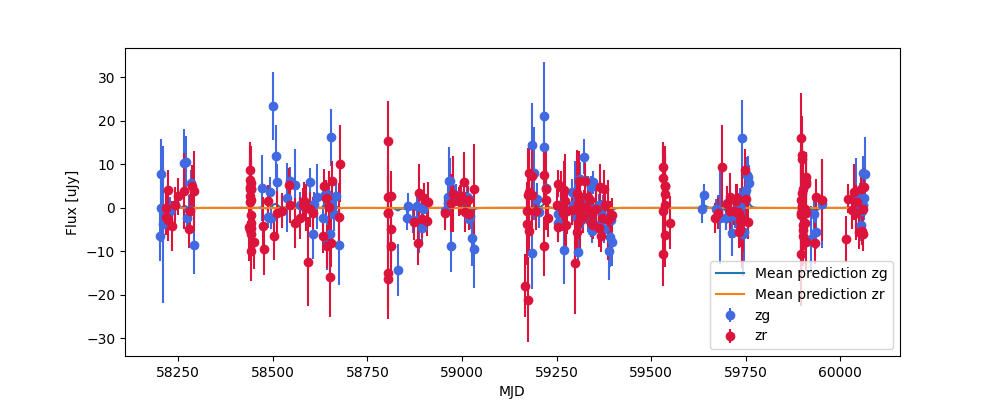 30
20
10
0
−10
−20
−30
Flux [uJy]
58250
58500
58750
59000
59250
59500
59750
60000
MJD
Mean prediction zg
Mean prediction zr
zg
zr